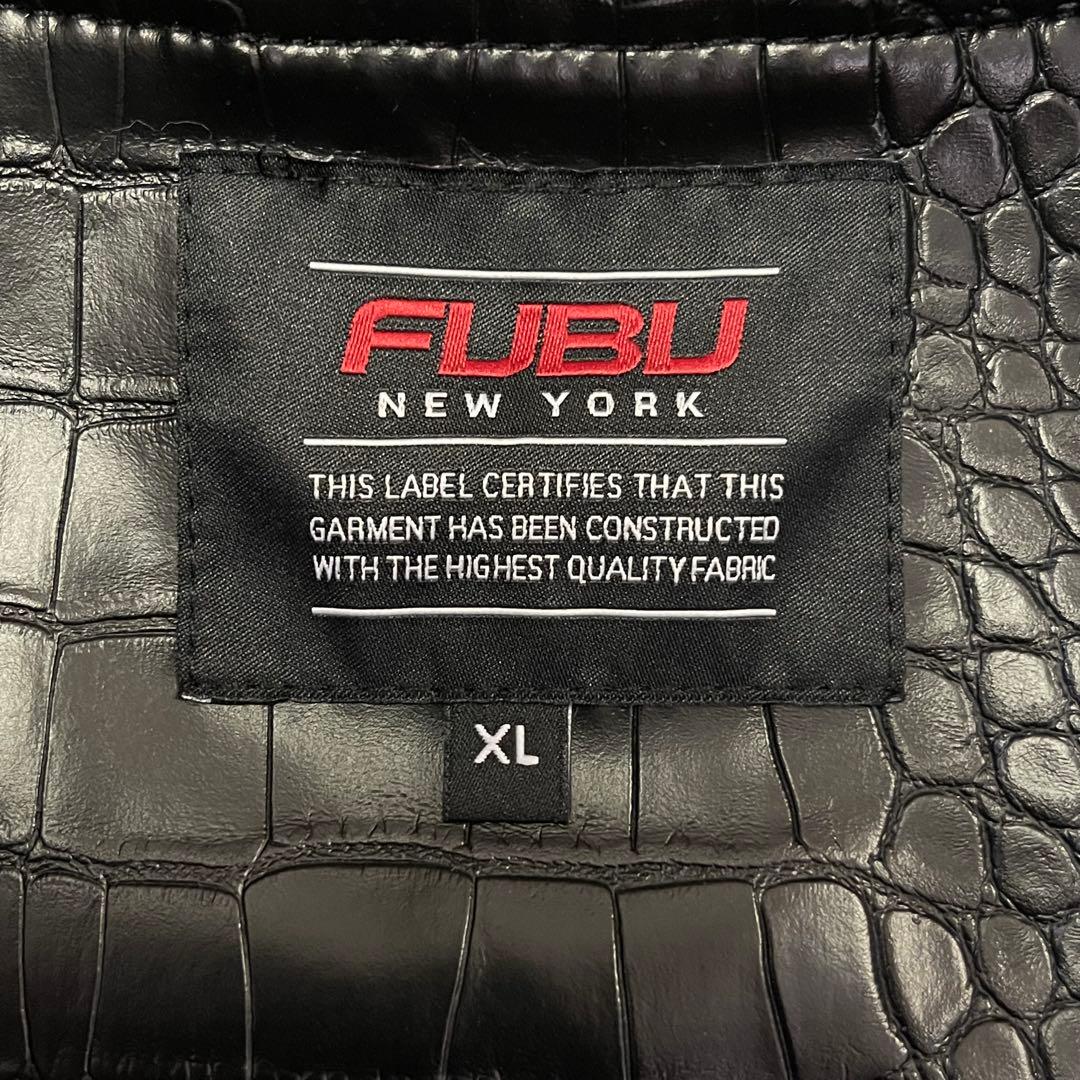 FUBU
NEW YORK
THIS LABEL CERTIFIES THAT THIS
GARMENT HAS BEEN CONSTRUCTED
WITH THE HIGHEST QUALITY FABRIC
XL